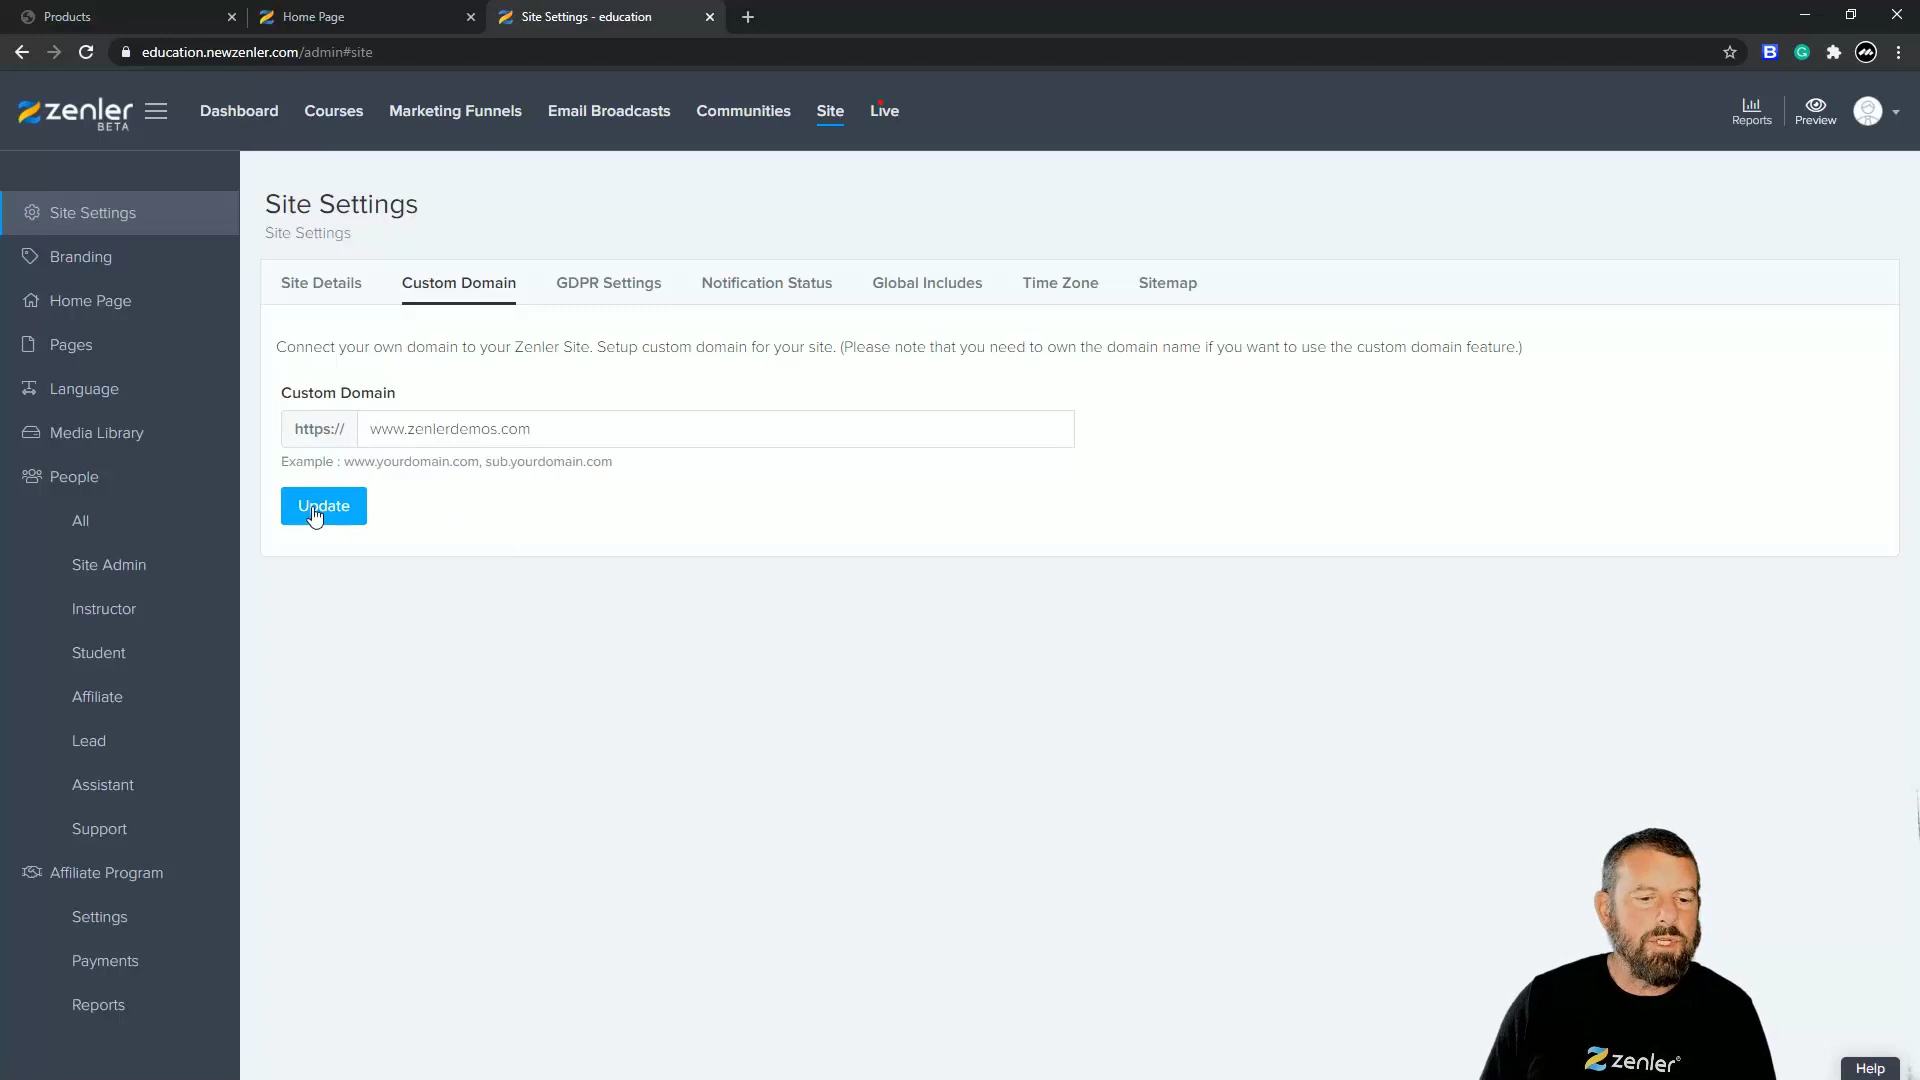 Products
Home Page
Site Settings - education
education.newzenler.com/admin#site
B
G
zenler
BETA
Dashboard
Courses
Marketing Funnels
Email Broadcasts
Communities
Site
Live
Reports
Preview
Site Settings
Branding
Home Page
Pages
Language
Media Library
People
All
Site Admin
Instructor
Student
Affiliate
Lead
Assistant
Support
Affiliate Program
Settings
Payments
Reports
Site Settings
Site Settings
Site Details
Custom Domain
GDPR Settings
Notification Status
Global Includes
Time Zone
Sitemap
Connect your own domain to your Zenler Site. Setup custom domain for your site. (Please note that you need to own the domain name if you want to use the custom domain feature.)
Custom Domain
https://
www.zenlerdemos.com
Example : www.yourdomain.com, sub.yourdomain.com
Update
zenler®
Help